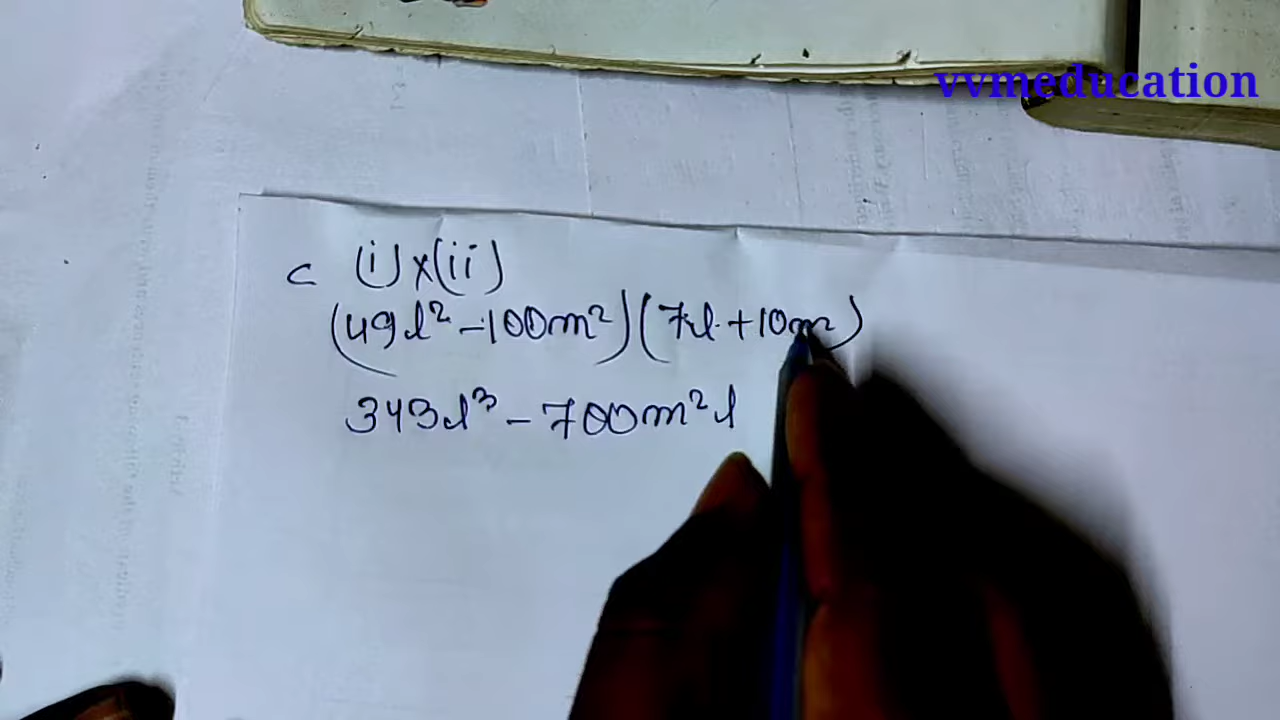 vvmeducation
c (i)x(ii)
(49l² -100m²)(7l +10m)
343l³ - 700m²l